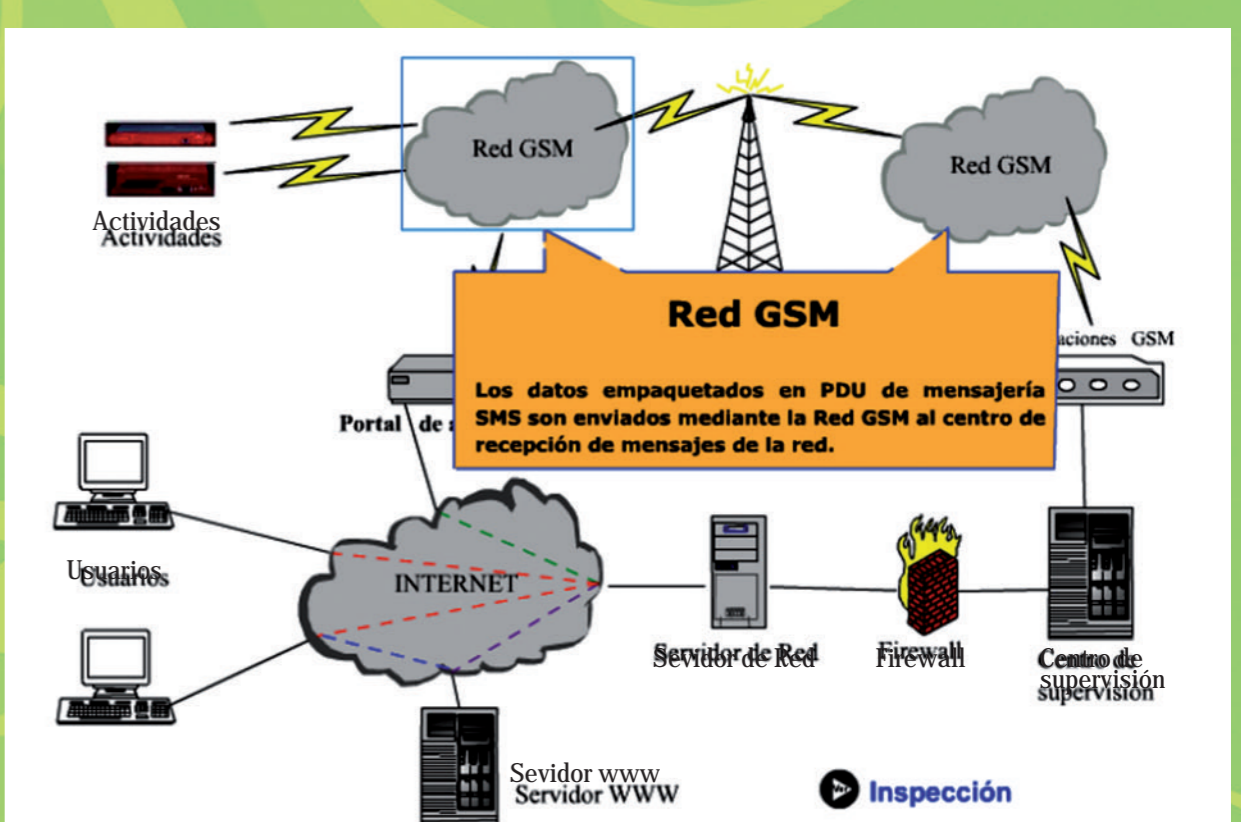 Red GSM
Red GSM
Actividades
Actividades
Red GSM
aciones GSM
Los datos empaquetados en PDU de mensajería
SMS son enviados mediante la Red GSM al centro de
recepción de mensajes de la red.
Portal de a
Usuarios
Usuarios
INTERNET
Servidor de Red
Sevidor de Red
Firewall
Firewall
Centro de
supervisión
Centro de
supervisión
Sevidor www
Servidor WWW
Ver
Inspección